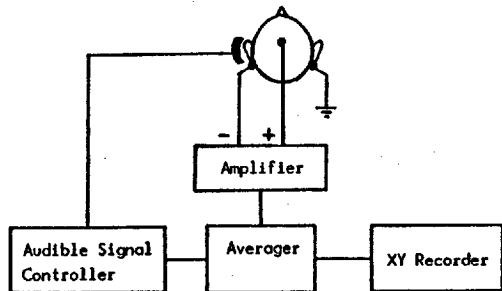 - +
Amplifier
Audible Signal
Controller
Averager
XY Recorder